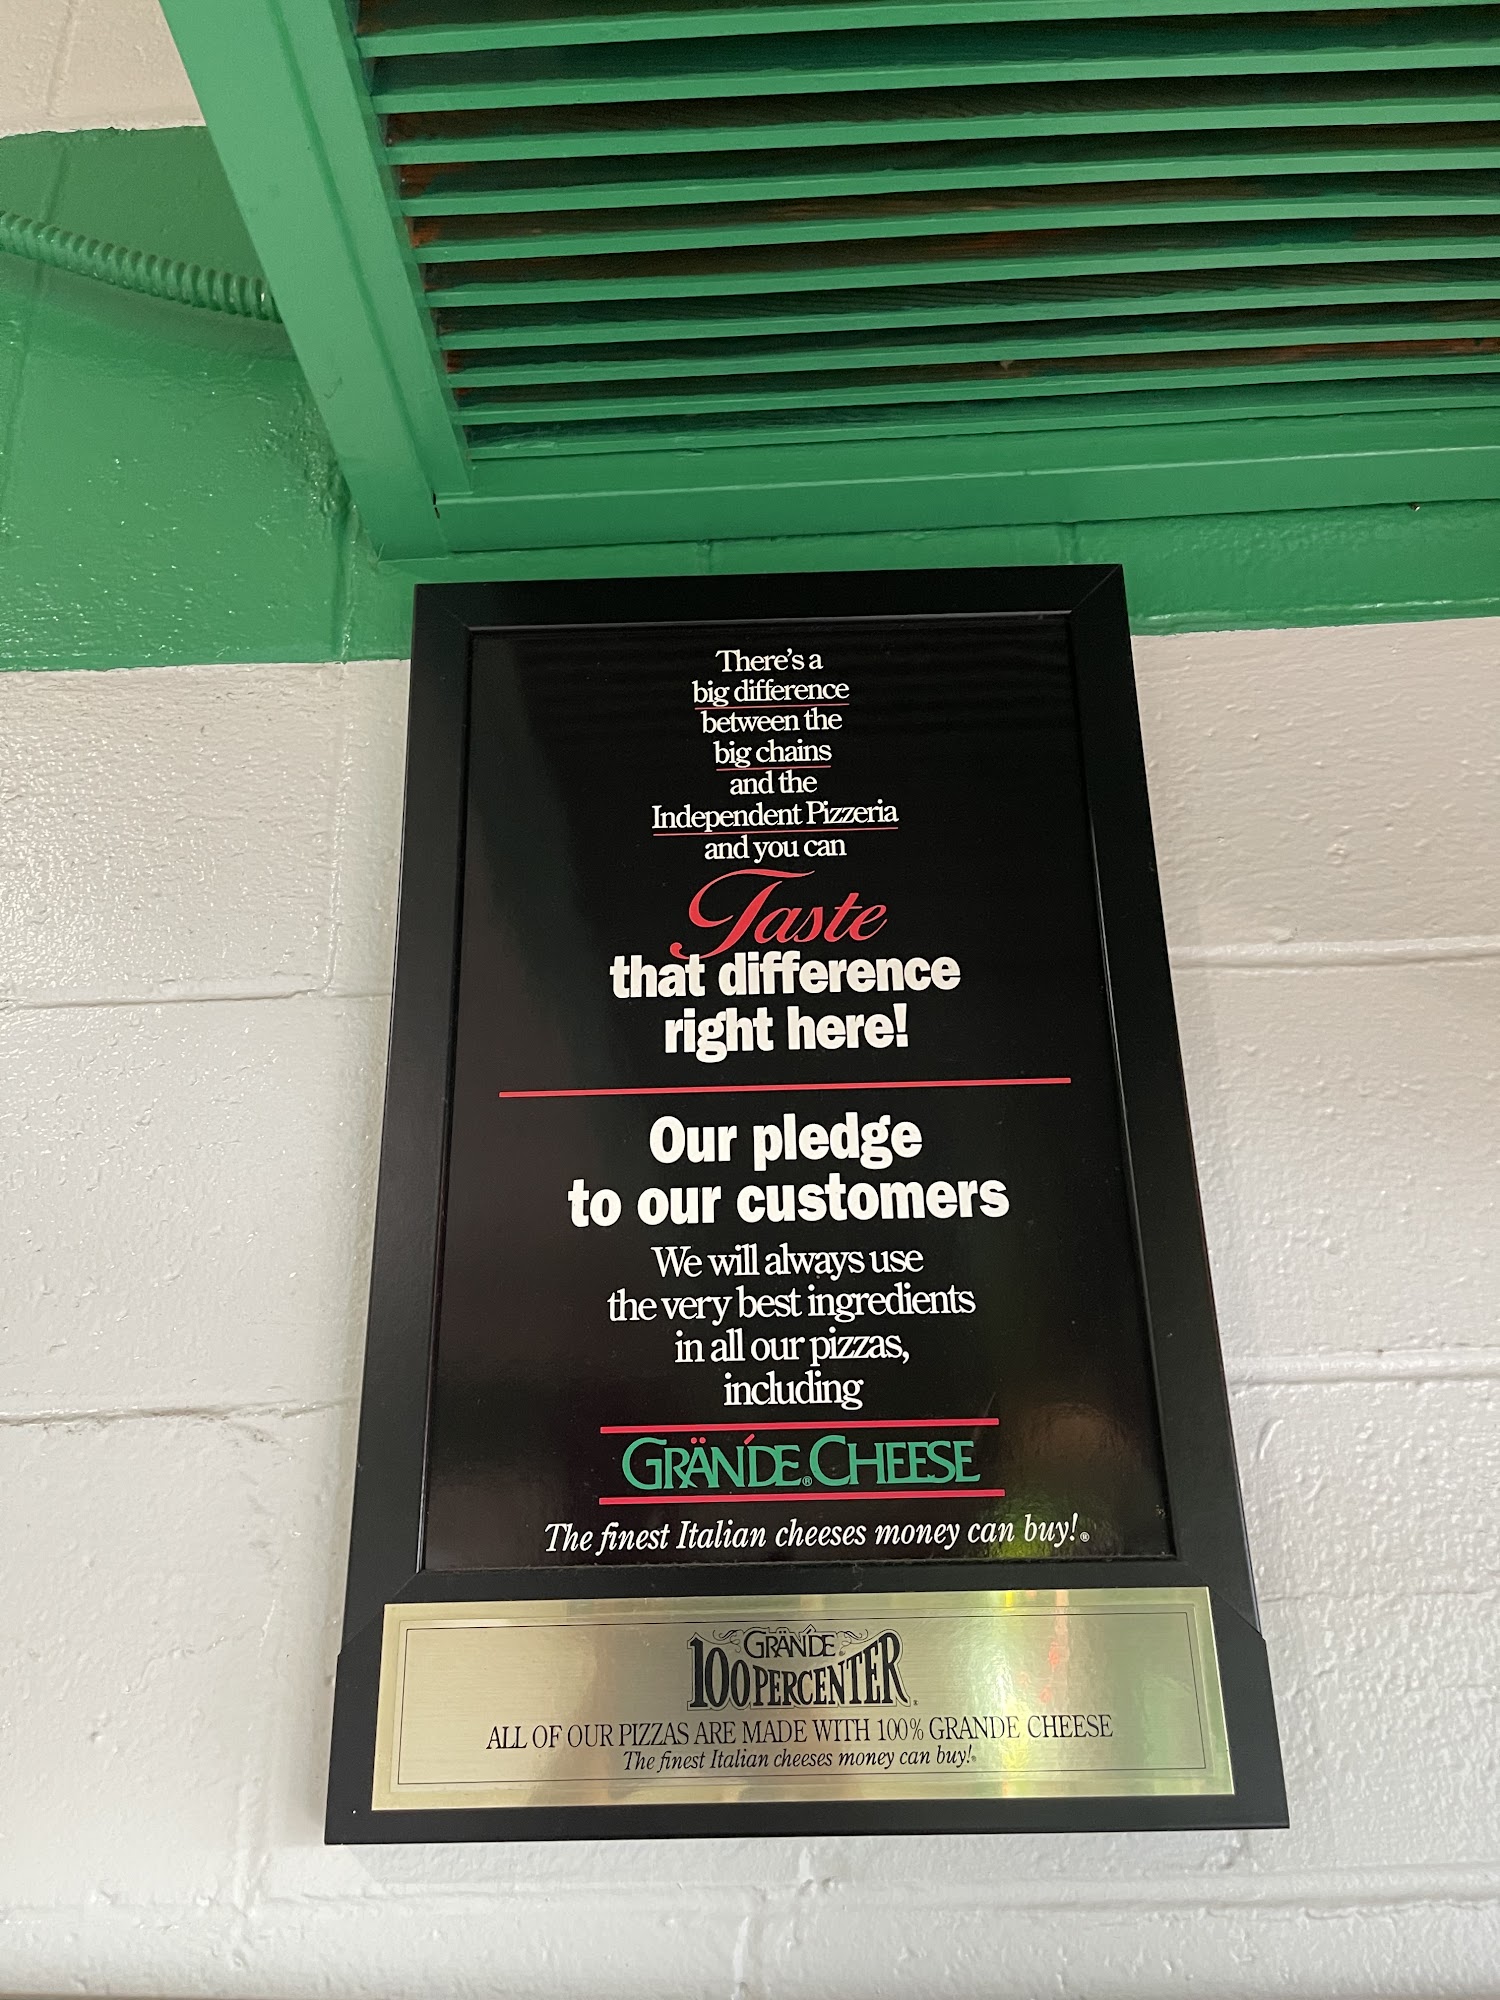 There's a
big difference
between the
big chains
and the
Independent Pizzeria
and you can
Taste
that difference
right here!
Our pledge
to our customers
We will always use
the very best ingredients
in all our pizzas,
including
GRÄNDE® CHEESE
The finest Italian cheeses money can buy!®
GRÄNDE®
100 PERCENTER®
ALL OF OUR PIZZAS ARE MADE WITH 100% GRANDE CHEESE
The finest Italian cheeses money can buy!®